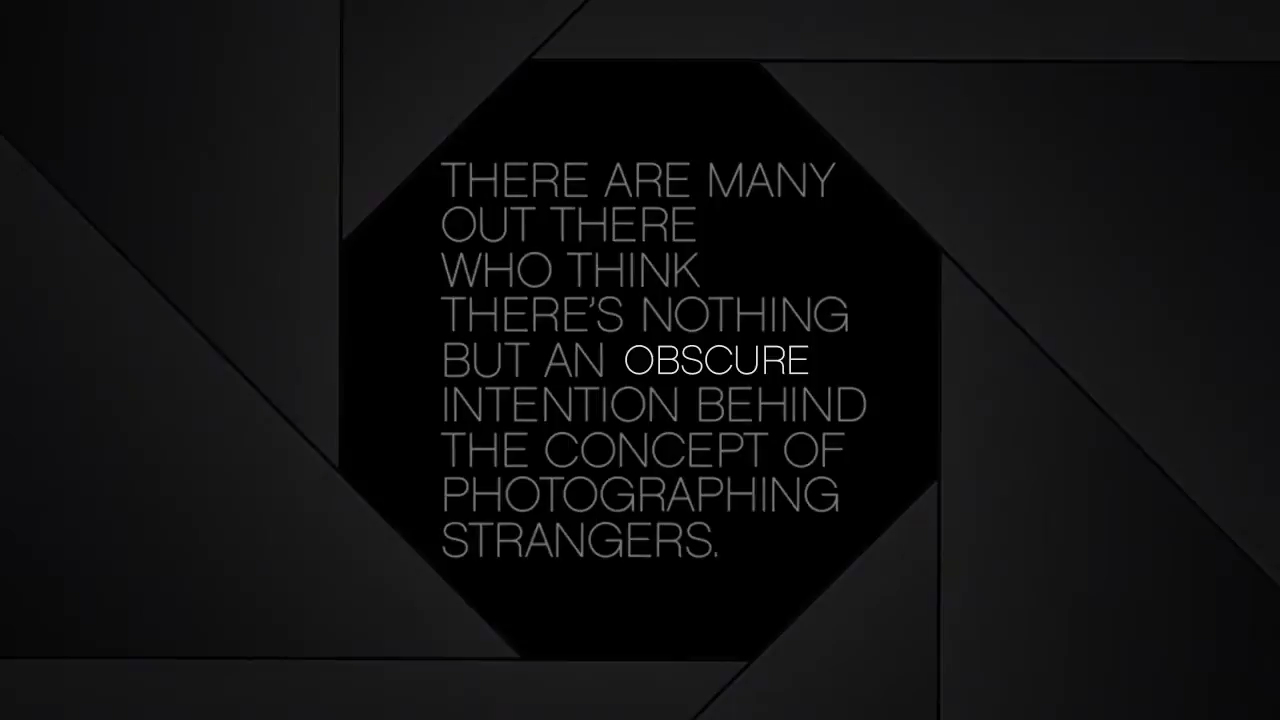 THERE ARE MANY
OUT THERE
WHO THINK
THERE'S NOTHING
BUT AN OBSCURE
INTENTION BEHIND
THE CONCEPT OF
PHOTOGRAPHING
STRANGERS.